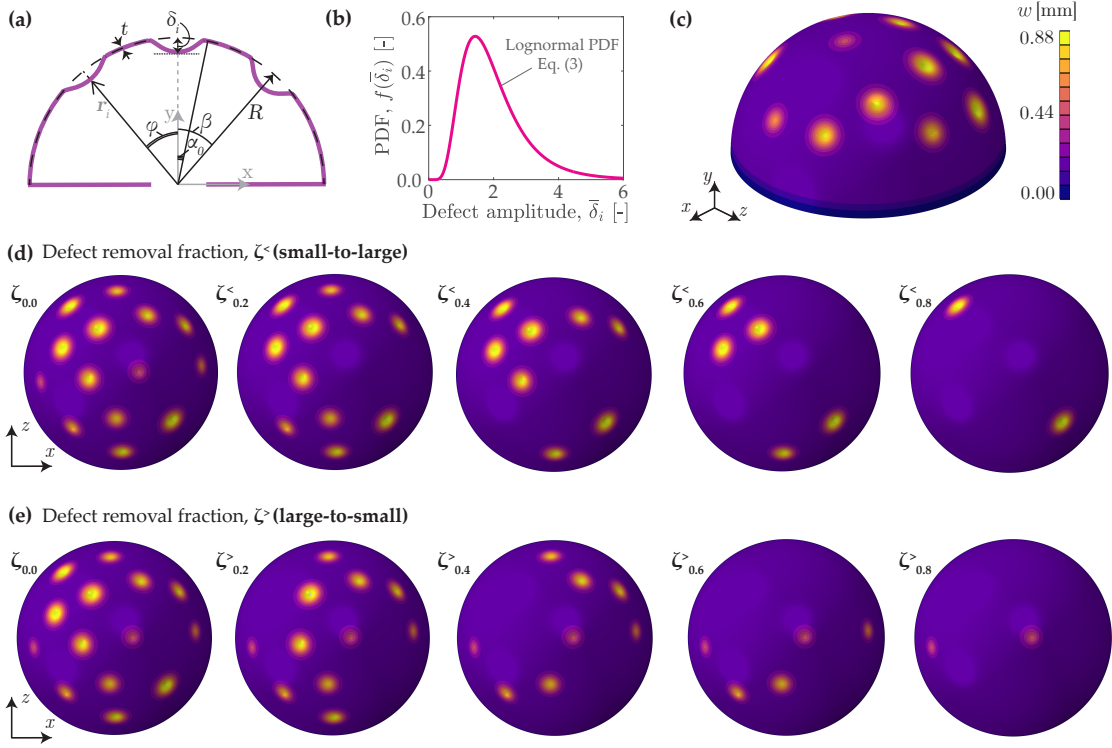 (a)
δi
t
ri
φ
y
β
α0
R
x
(b)
PDF, f(δ̅i) [-]
0.6
0.4
0.2
0.0
0
2
4
6
Defect amplitude, δ̅i [-]
Lognormal PDF
Eq. (3)
(c)
w [mm]
0.88
0.44
0.00
y
x
z
(d) Defect removal fraction, ζ< (small-to-large)
ζ0.0
ζ<0.2
ζ<0.4
ζ<0.6
ζ<0.8
z
x
(e) Defect removal fraction, ζ> (large-to-small)
ζ0.0
ζ>0.2
ζ>0.4
ζ>0.6
ζ>0.8
z
x